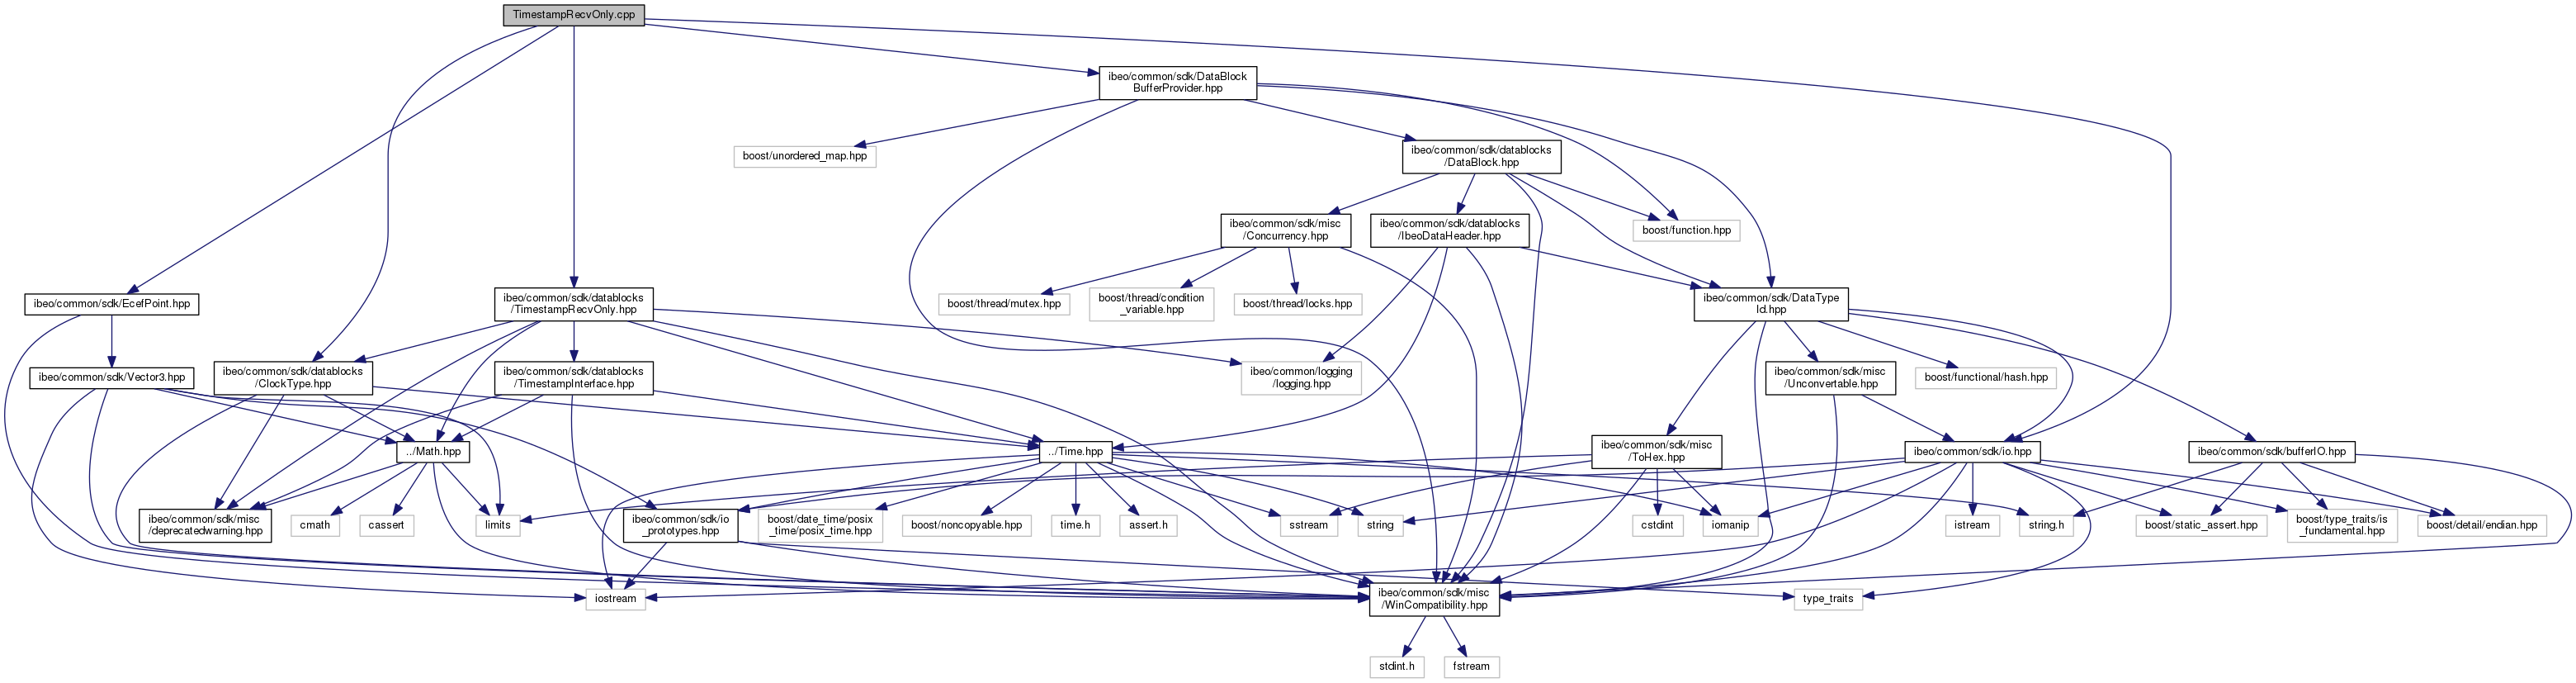 TimestampRecvOnly.cpp
ibeo/common/sdk/DataBlock
BufferProvider.hpp
boost/unordered_map.hpp
ibeo/common/sdk/datablocks
/DataBlock.hpp
ibeo/common/sdk/misc
/Concurrency.hpp
ibeo/common/sdk/datablocks
/IbeoDataHeader.hpp
boost/function.hpp
ibeo/common/sdk/EcefPoint.hpp
ibeo/common/sdk/datablocks
/TimestampRecvOnly.hpp
boost/thread/mutex.hpp
boost/thread/condition
_variable.hpp
boost/thread/locks.hpp
ibeo/common/sdk/DataType
Id.hpp
ibeo/common/sdk/Vector3.hpp
ibeo/common/sdk/datablocks
/ClockType.hpp
ibeo/common/sdk/datablocks
/TimestampInterface.hpp
ibeo/common/logging
/logging.hpp
ibeo/common/sdk/misc
/Unconvertable.hpp
boost/functional/hash.hpp
../Math.hpp
../Time.hpp
ibeo/common/sdk/misc
/ToHex.hpp
ibeo/common/sdk/io.hpp
ibeo/common/sdk/bufferIO.hpp
ibeo/common/sdk/misc
/deprecatedwarning.hpp
cmath
cassert
limits
ibeo/common/sdk/io
_prototypes.hpp
boost/date_time/posix
_time/posix_time.hpp
boost/noncopyable.hpp
time.h
assert.h
sstream
string
cstdint
iomanip
istream
string.h
boost/static_assert.hpp
boost/type_traits/is
_fundamental.hpp
boost/detail/endian.hpp
iostream
ibeo/common/sdk/misc
/WinCompatibility.hpp
type_traits
stdint.h
fstream